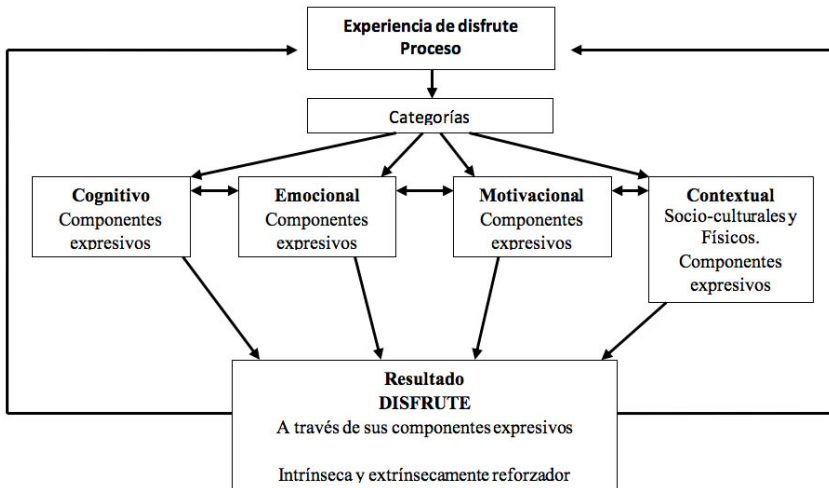 Experiencia de disfrute
Proceso
Categorías
Cognitivo
Componentes
expresivos
Emocional
Componentes
expresivos
Motivacional
Componentes
expresivos
Contextual
Socio-culturales y
Físicos.
Componentes
expresivos
Resultado
DISFRUTE
A través de sus componentes expresivos
Intrínseca y extrínsecamente reforzador